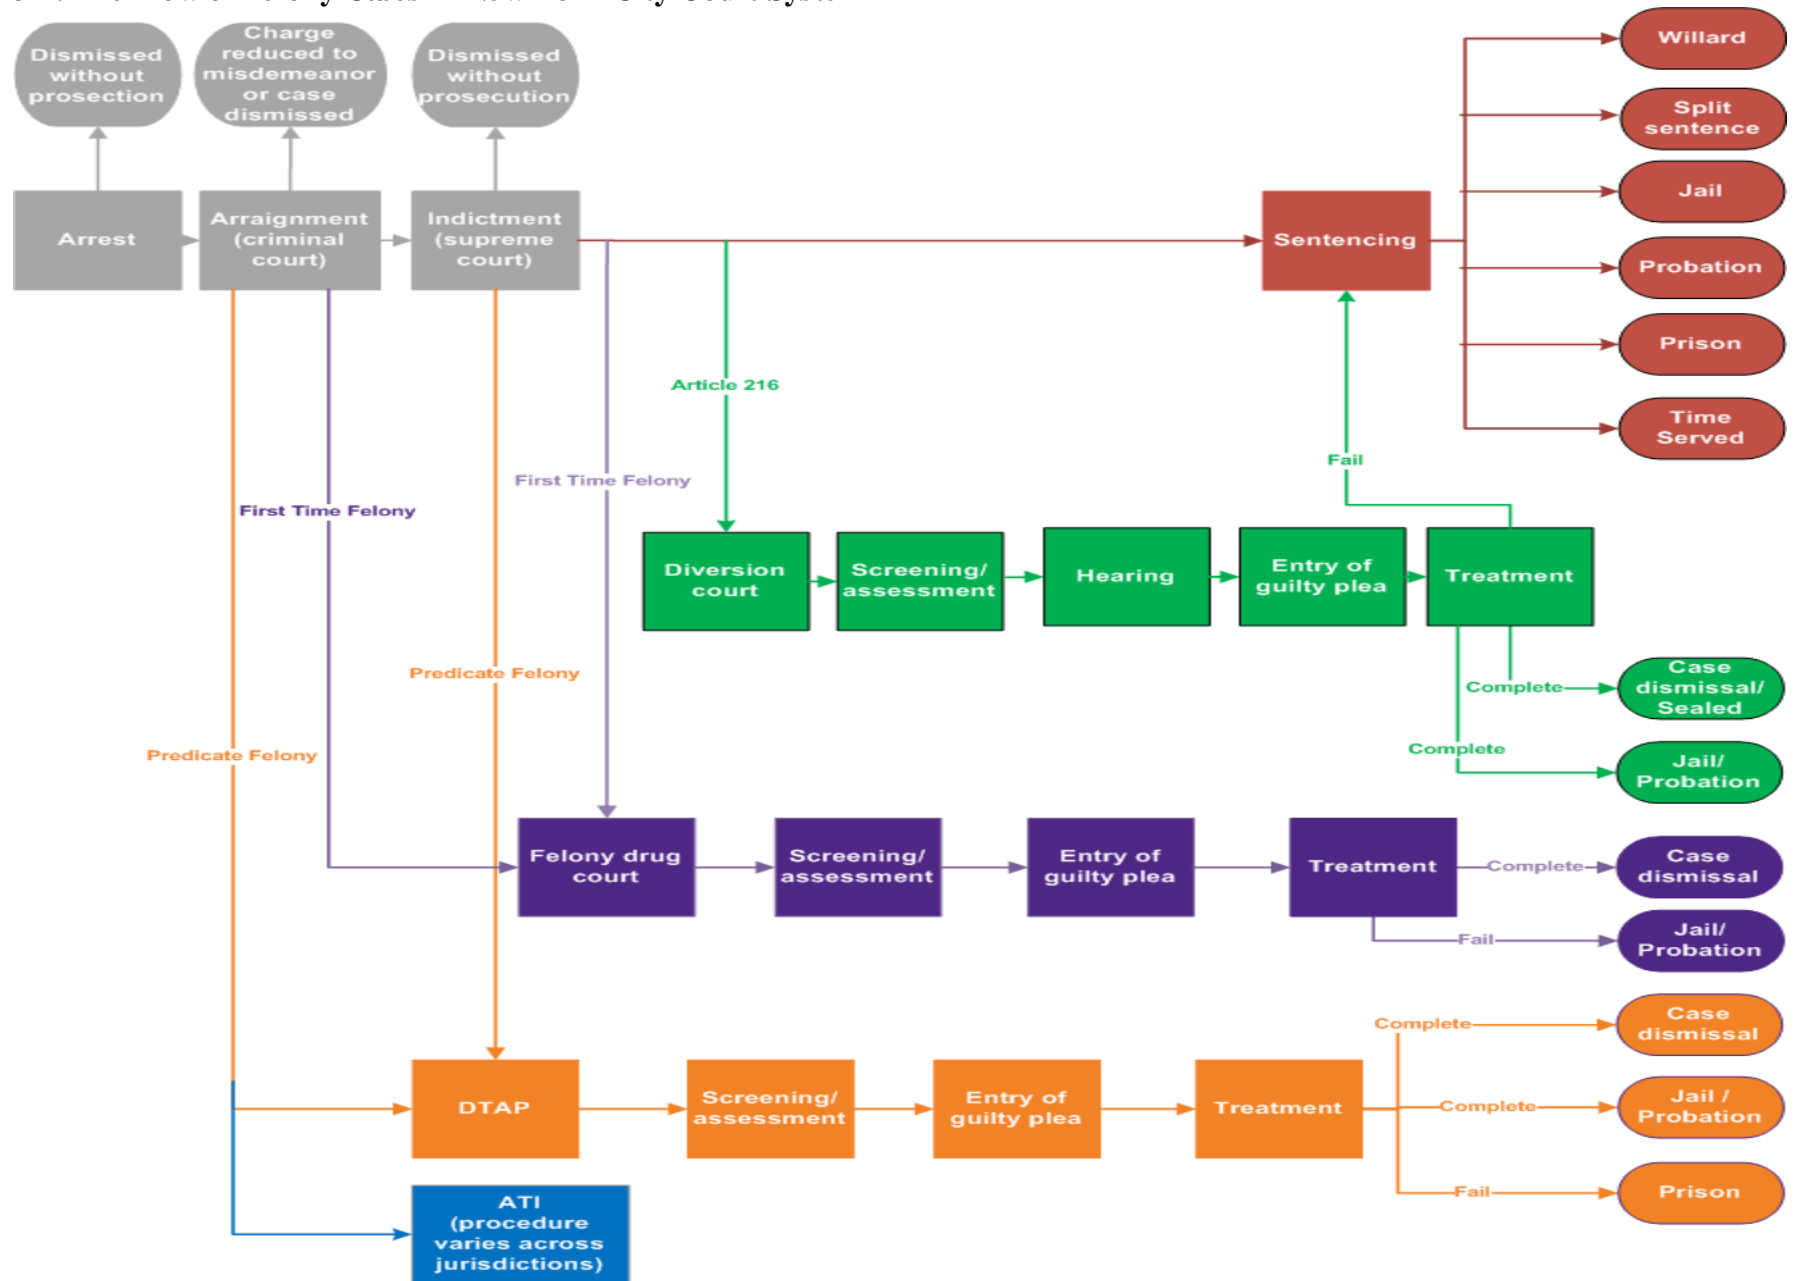 Dismissed
without
prosection
Charge
reduced to
misdemeanor
or case
dismissed
Dismissed
without
prosecution
Arrest
Arraignment
(criminal
court)
Indictment
(supreme
court)
Sentencing
Willard
Split
sentence
Jail
Probation
Prison
Time
Served
Article 216
First Time Felony
First Time Felony
Fail
Diversion
court
Screening/
assessment
Hearing
Entry of
guilty plea
Treatment
Predicate Felony
Predicate Felony
Complete
Case
dismissal/
Sealed
Complete
Jail/
Probation
Felony drug
court
Screening/
assessment
Entry of
guilty plea
Treatment
Complete
Case
dismissal
Fail
Jail/
Probation
DTAP
Screening/
assessment
Entry of
guilty plea
Treatment
Complete
Case
dismissal
Complete
Jail /
Probation
Fail
Prison
ATI
(procedure
varies across
jurisdictions)